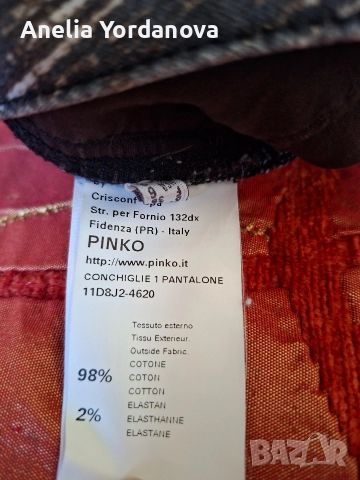 Anelia Yordanova
by
Str. per Fornio 132dx
Fidenza (PR) - Italy
PINKO
http://www.pinko.it
CONCHIGLIE 1 PANTALONE
11D8J2-4620
Tessuto esterno
Tissu Exterieur
Outside Fabric.
COTONE
98% COTON
COTTON
ELASTAN
2% ELASTHANNE
ELASTANE
BAZAR